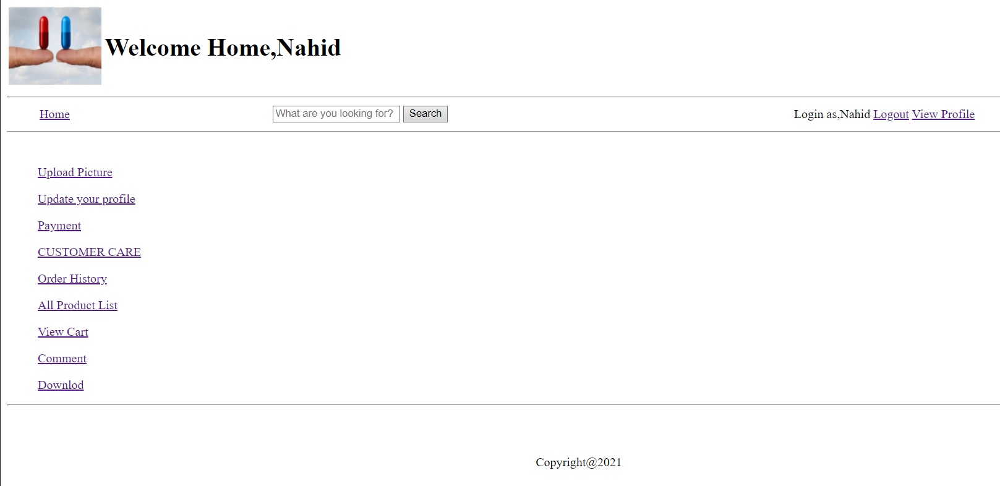 Welcome Home,Nahid
Home What are you looking for? Search Login as,Nahid Logout View Profile
Upload Picture
Update your profile
Payment
CUSTOMER CARE
Order History
All Product List
View Cart
Comment
Downlod
Copyright@2021